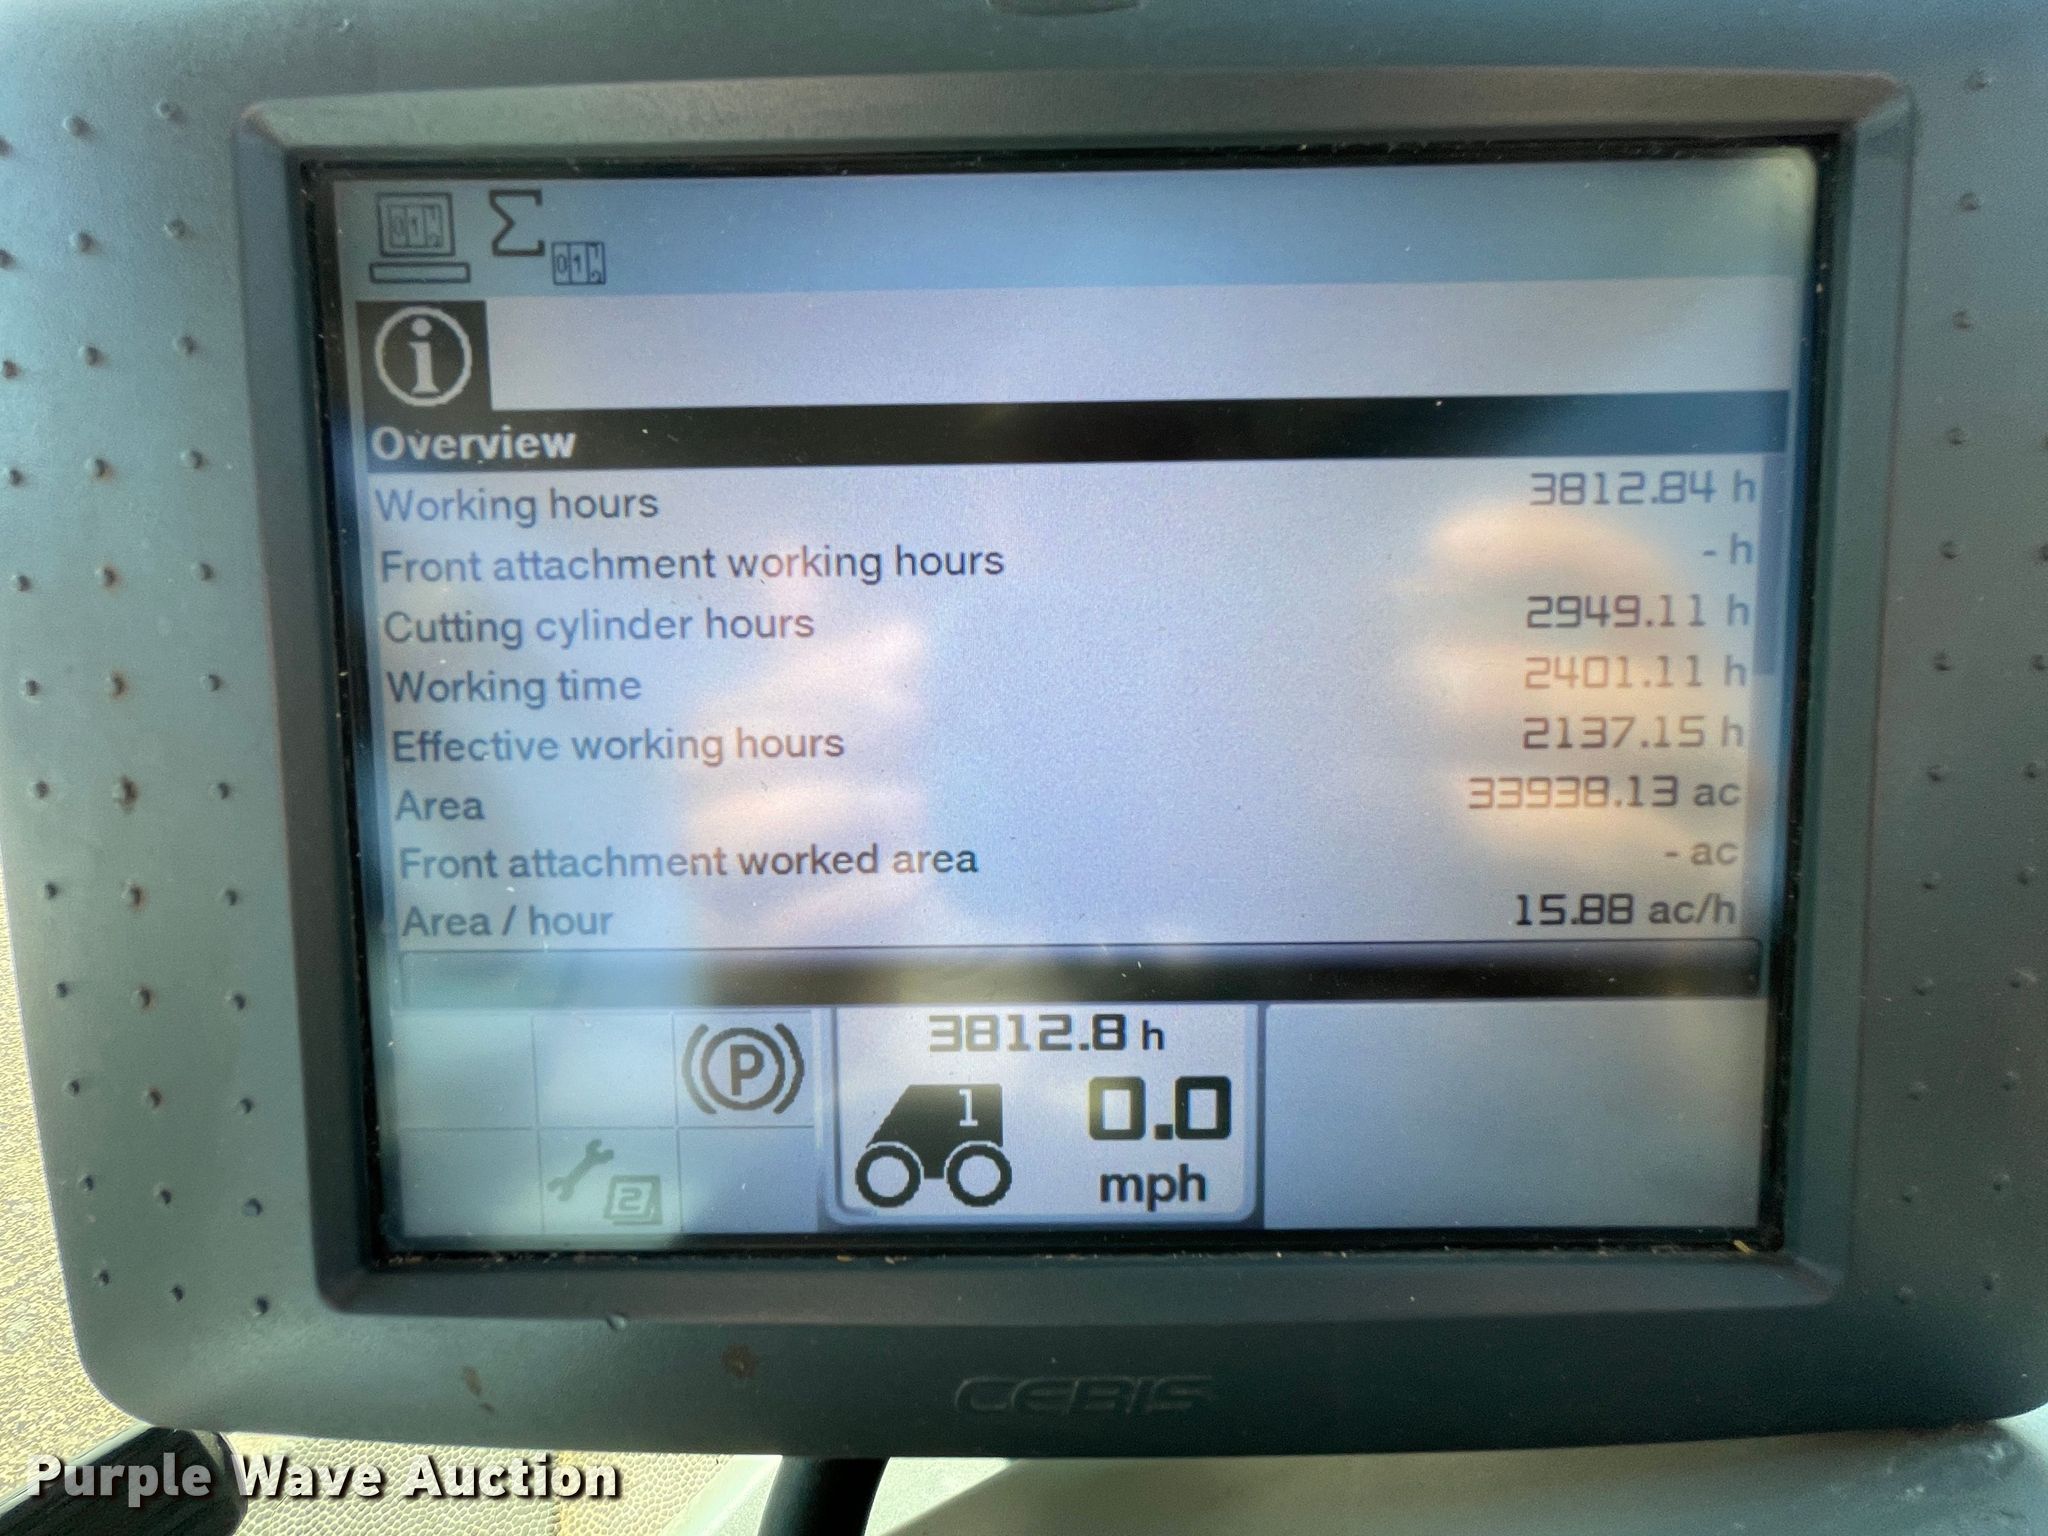 Σ
Overview
Working hours 3812.84 h
Front attachment working hours - h
Cutting cylinder hours 2949.11 h
Working time 2401.11 h
Effective working hours 2137.15 h
Area 33938.13 ac
Front attachment worked area - ac
Area / hour 15.88 ac/h
3812.8 h
P
1
0.0
mph
2
CEBIS
Purple Wave Auction